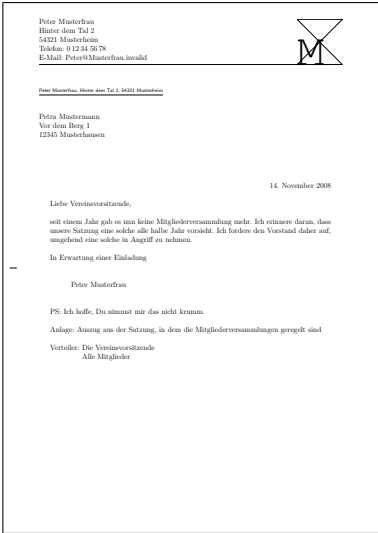 Peter Musterfrau
Hinter dem Tal 2
54321 Musterheim
Telefon: 0 12 34 56 78
E-Mail: Peter@Musterfrau.invalid
M
Peter Musterfrau, Hinter dem Tal 2, 54321 Musterheim
Petra Mustermann
Vor dem Berg 1
12345 Musterhausen
14. November 2008
Liebe Vereinsvorsitzende,
seit einem Jahr gab es nun keine Mitgliederversammlung mehr. Ich erinnere daran, dass
unsere Satzung eine solche alle halbe Jahr vorsieht. Ich fordere den Vorstand daher auf,
umgehend eine solche in Angriff zu nehmen.
In Erwartung einer Einladung
Peter Musterfrau
PS: Ich hoffe, Du nimmst mir das nicht krumm.
Anlage: Auszug aus der Satzung, in dem die Mitgliederversammlungen geregelt sind
Verteiler: Die Vereinsvorsitzende
Alle Mitglieder